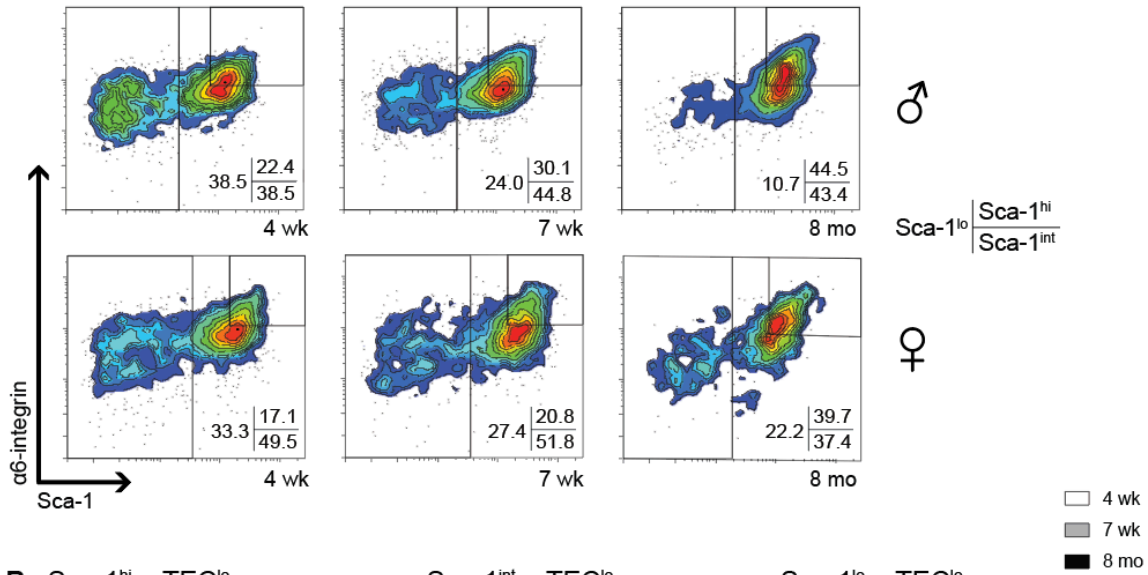 22.4
38.5 38.5
4 wk
30.1
24.0 44.8
7 wk
44.5
10.7 43.4
8 mo
♂
Sca-1lo Sca-1hi
Sca-1int
17.1
33.3 49.5
4 wk
20.8
27.4 51.8
7 wk
39.7
22.2 37.4
8 mo
♀
α6-integrin
Sca-1
4 wk
7 wk
8 mo